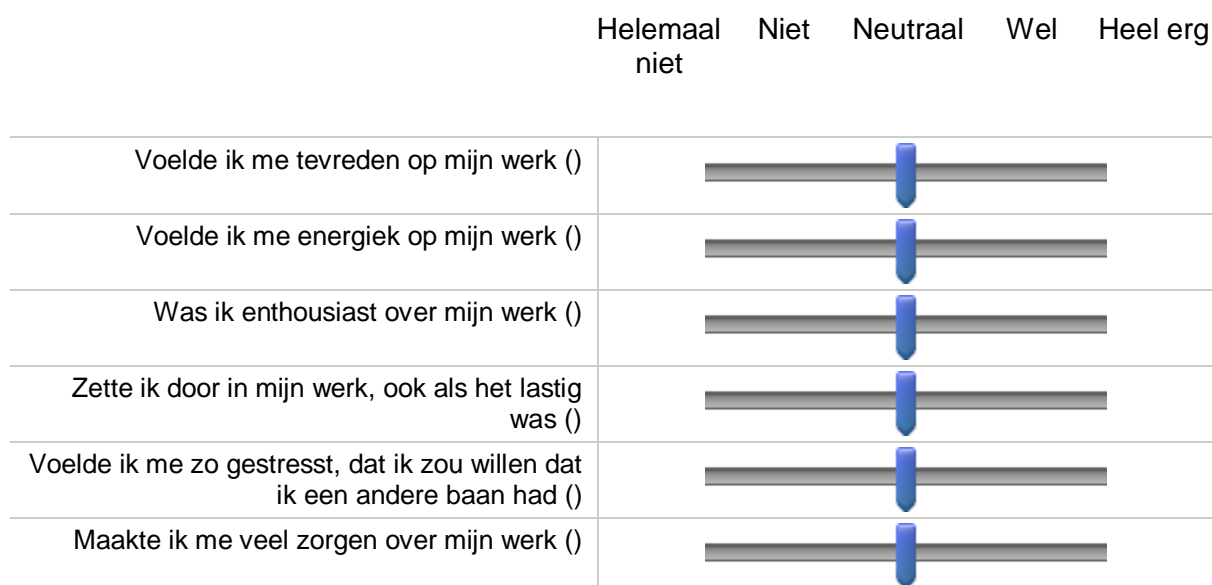 Helemaal niet Niet Neutraal Wel Heel erg
Voelde ik me tevreden op mijn werk ()
Voelde ik me energiek op mijn werk ()
Was ik enthousiast over mijn werk ()
Zette ik door in mijn werk, ook als het lastig
was ()
Voelde ik me zo gestresst, dat ik zou willen dat
ik een andere baan had ()
Maakte ik me veel zorgen over mijn werk ()